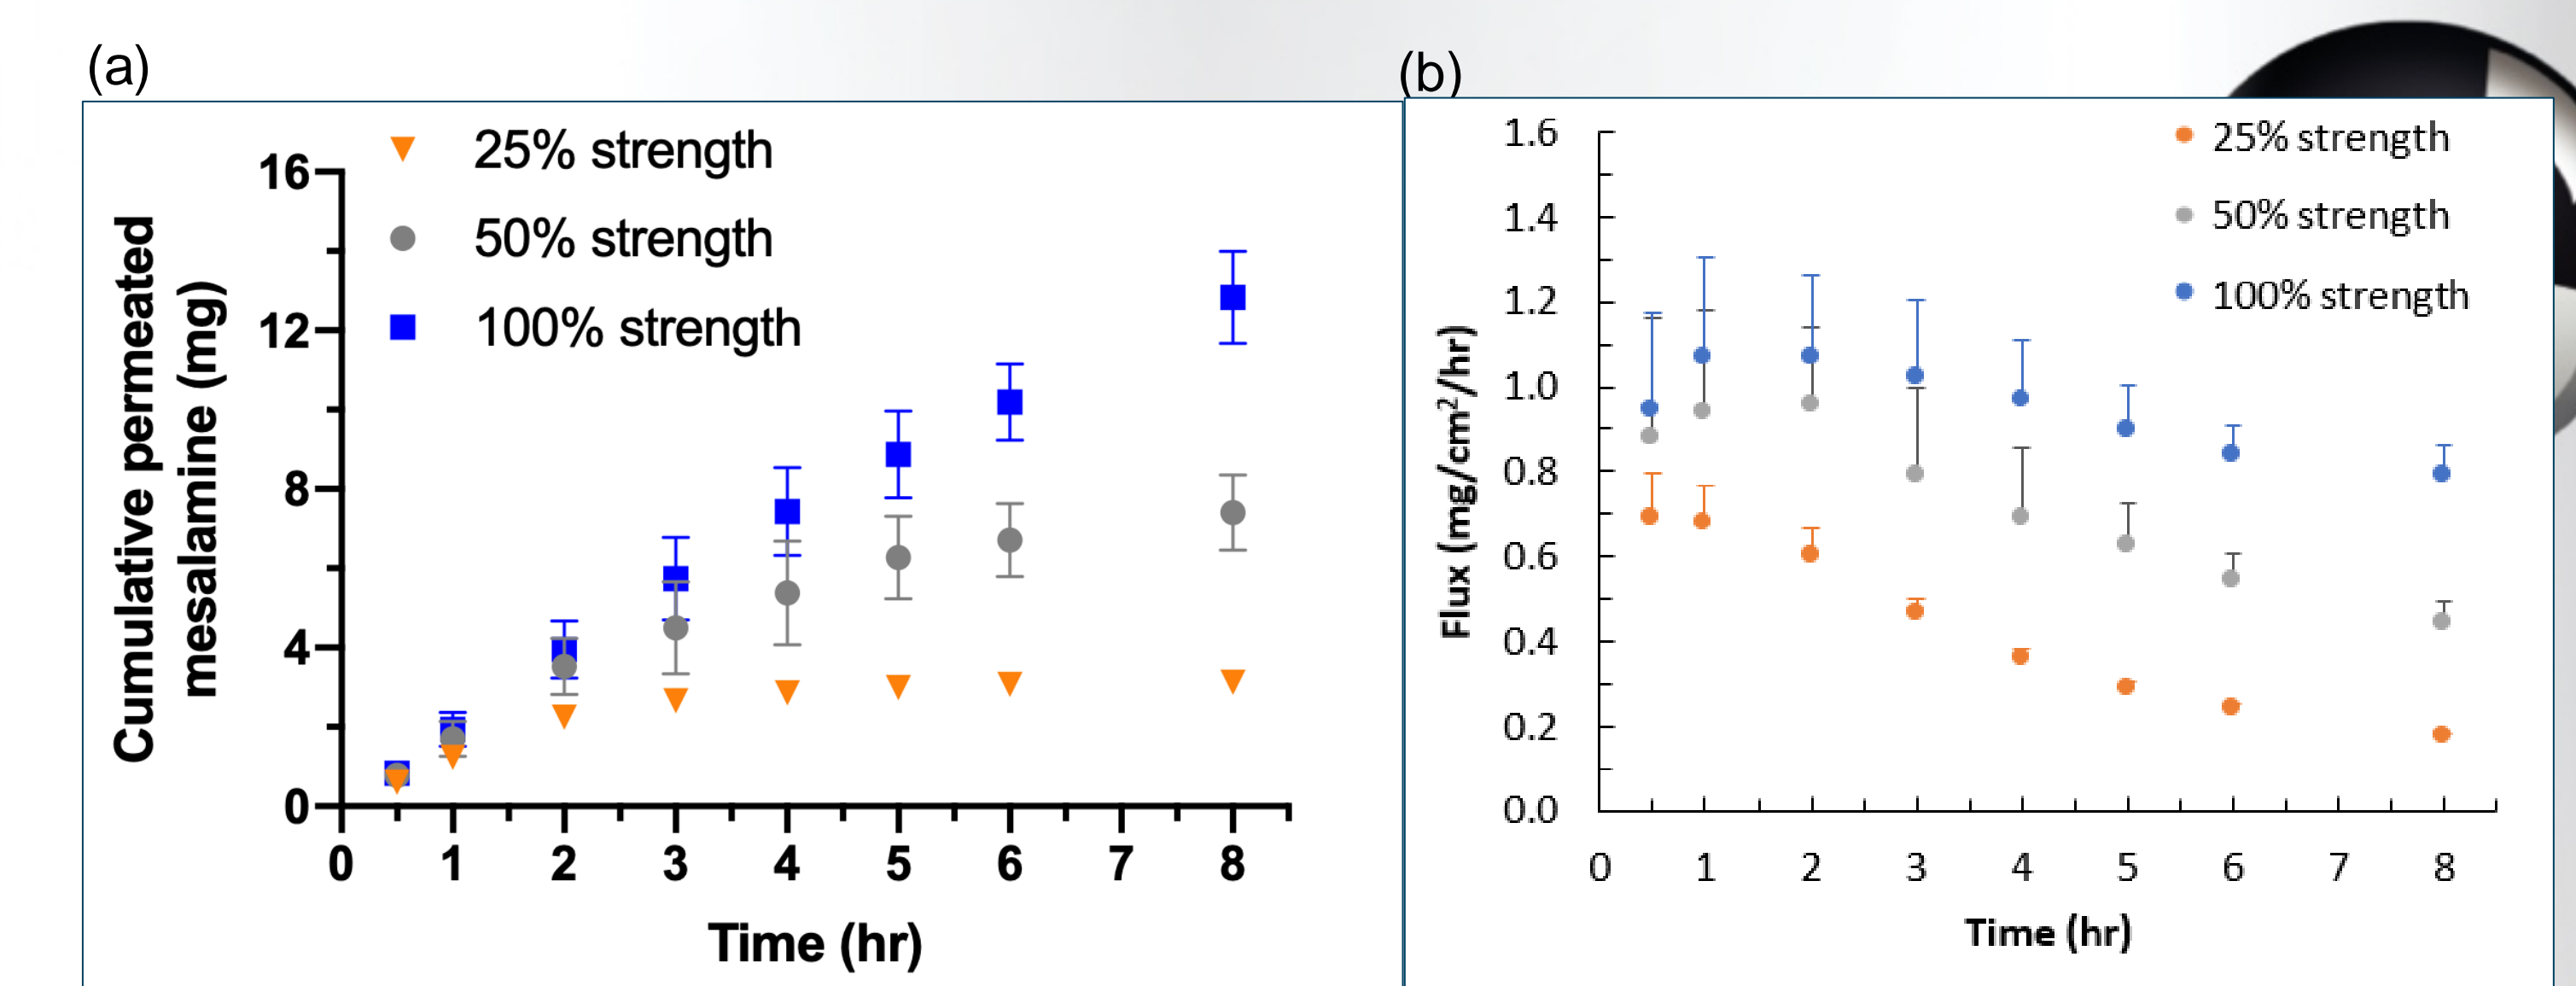 (a)
25% strength
50% strength
100% strength
Cumulative permeated
mesalamine (mg)
16
12
8
4
0
0 1 2 3 4 5 6 7 8
Time (hr)
(b)
25% strength
50% strength
100% strength
Flux (mg/cm²/hr)
1.6
1.4
1.2
1.0
0.8
0.6
0.4
0.2
0.0
0 1 2 3 4 5 6 7 8
Time (hr)